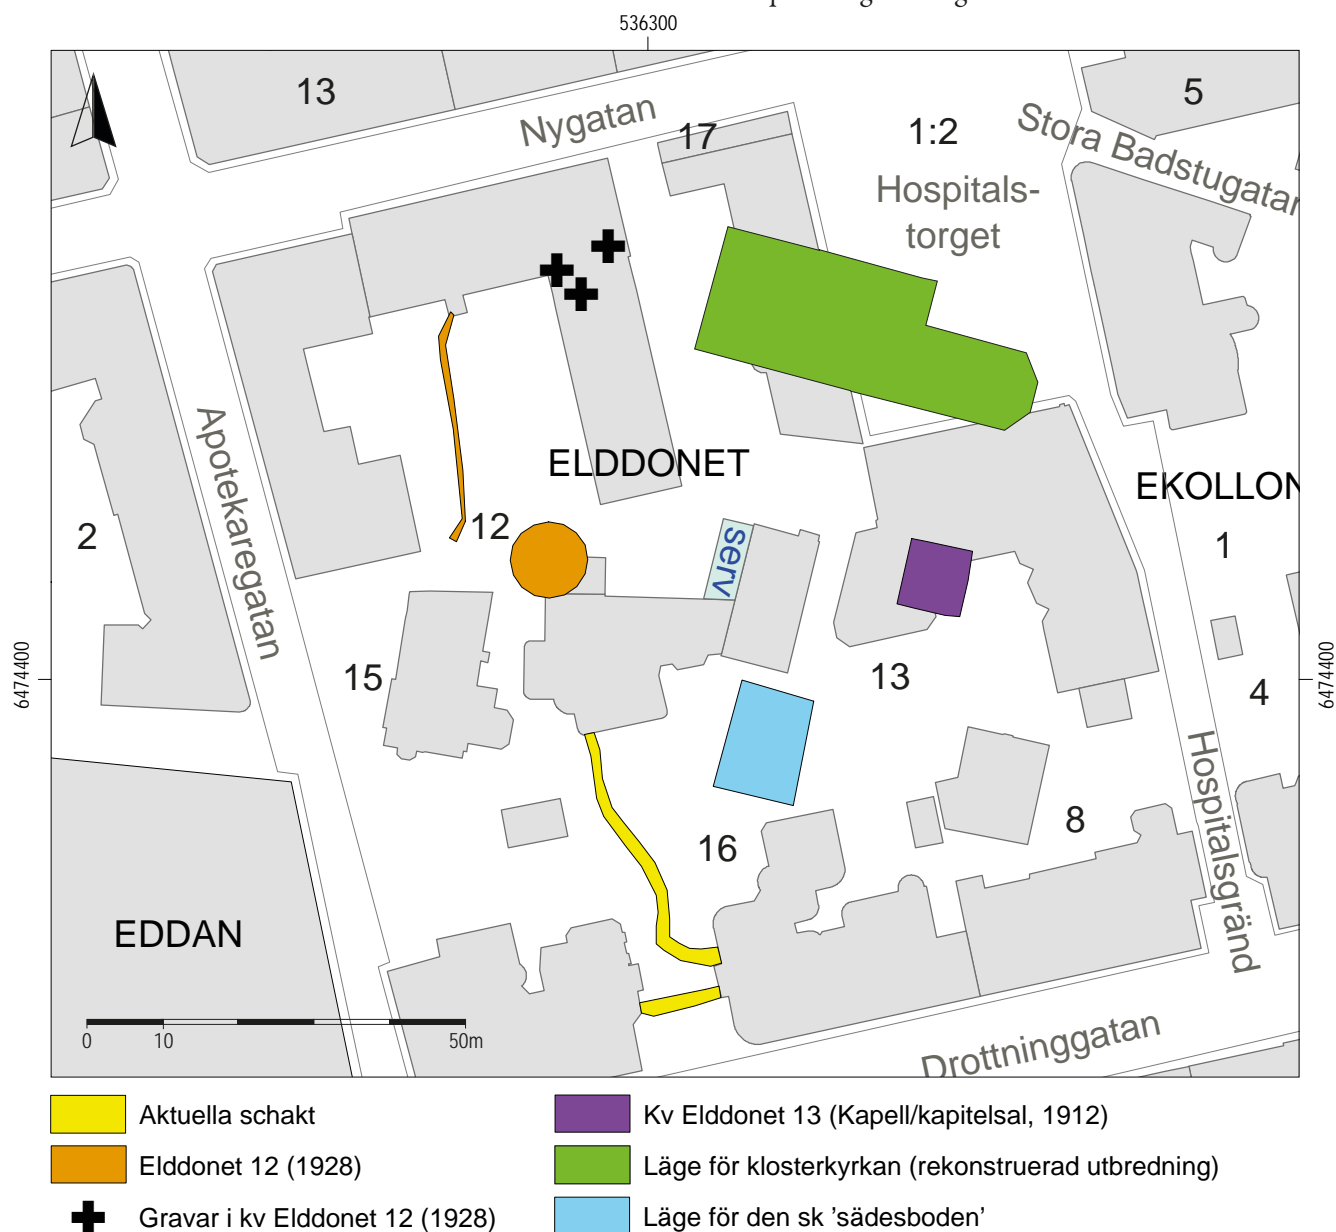 536300
13
5
Nygatan
17
1:2
Stora Badstugatan
Hospitals-
torget
ELDDONET
EKOLLON
Apotekaregatan
2
12
1
serv
6474400
15
13
4
6474400
Hospitalsgränd
16
8
EDDAN
Drottninggatan
0
10
50m
Aktuella schakt
Kv Elddonet 13 (Kapell/kapitelsal, 1912)
Elddonet 12 (1928)
Läge för klosterkyrkan (rekonstruerad utbredning)
Gravar i kv Elddonet 12 (1928)
Läge för den sk ’sädesboden’